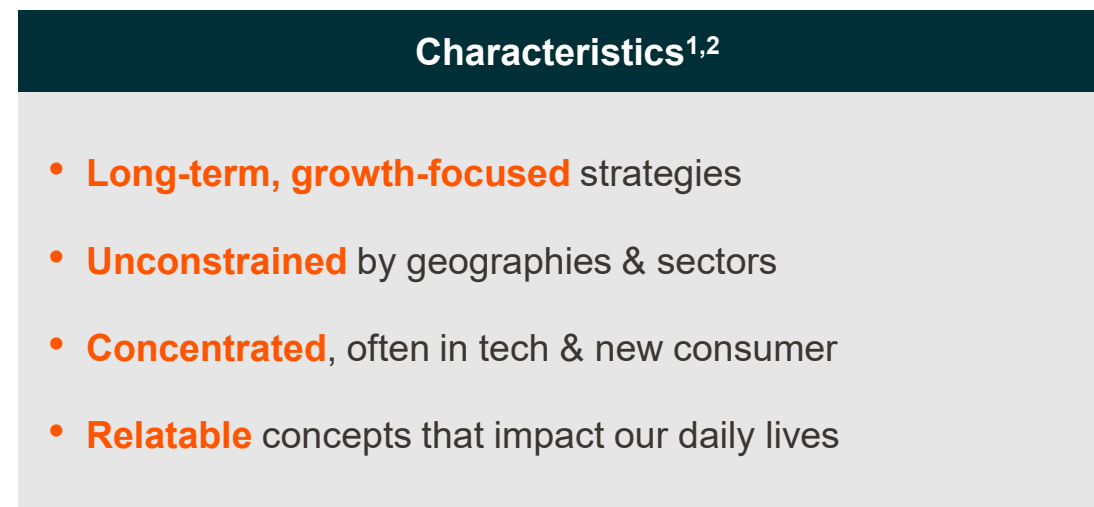 Characteristics¹,²
• Long-term, growth-focused strategies
• Unconstrained by geographies & sectors
• Concentrated, often in tech & new consumer
• Relatable concepts that impact our daily lives